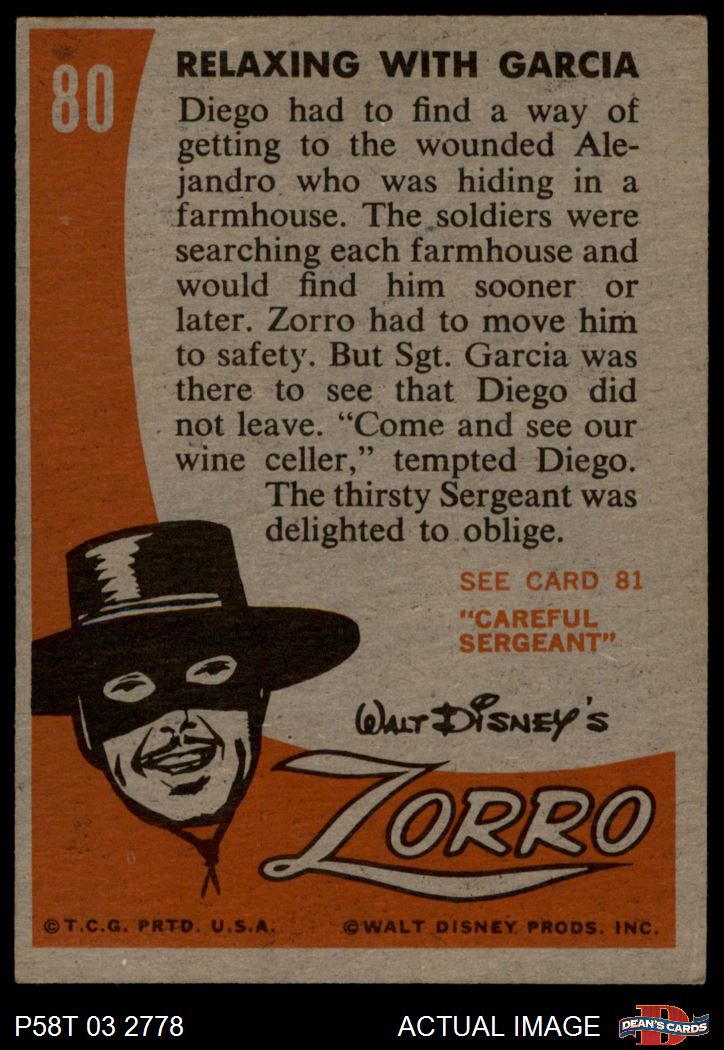 80
RELAXING WITH GARCIA
Diego had to find a way of
getting to the wounded Ale-
jandro who was hiding in a
farmhouse. The soldiers were
searching each farmhouse and
would find him sooner or
later. Zorro had to move him
to safety. But Sgt. Garcia was
there to see that Diego did
not leave. “Come and see our
wine celler,” tempted Diego.
The thirsty Sergeant was
delighted to oblige.
SEE CARD 81
"CAREFUL
SERGEANT"
WALT DISNEY'S
ZORRO
©T.C.G. PRTD. U.S.A. ©WALT DISNEY PRODS. INC.
P58T 03 2778 ACTUAL IMAGE D DEAN'S CARDS